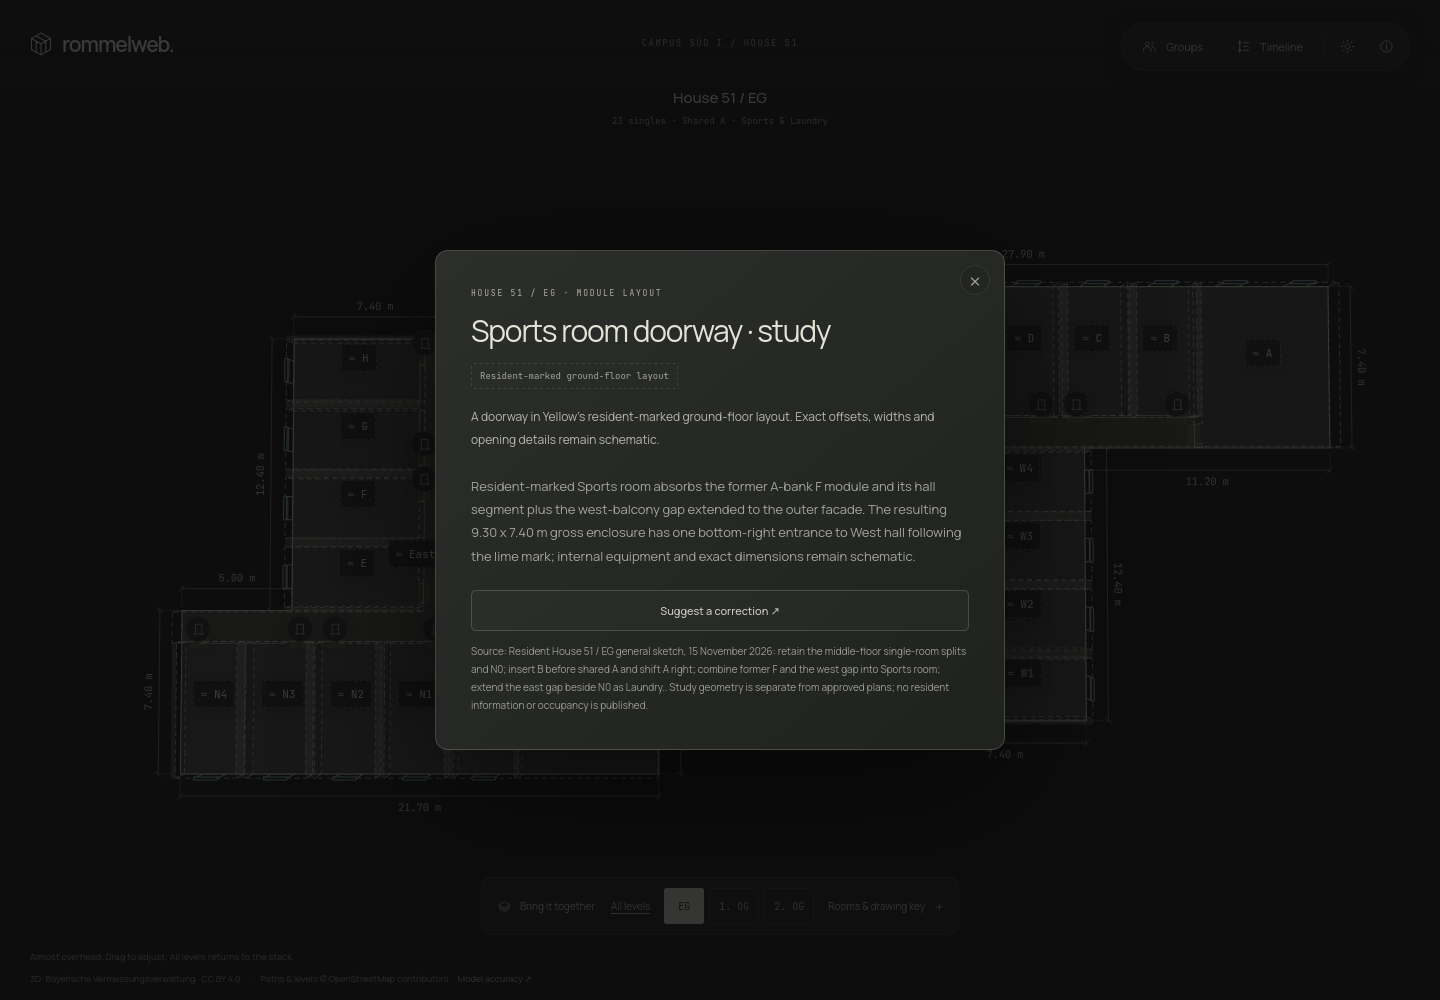 rommelweb.
CAMPUS SÜD I / HOUSE 51
Groups
Timeline
House 51 / EG
23 singles · Shared A · Sports & Laundry
27.90 m
7.40 m
≈ H
≈ D
≈ C
≈ B
≈ A
7.40 m
≈ G
≈ F
12.40 m
≈ E
≈ East
5.00 m
≈ W4
11.20 m
≈ W3
12.40 m
≈ W2
≈ W1
7.40 m
≈ N4
≈ N3
≈ N2
≈ N1
7.40 m
21.70 m
HOUSE 51 / EG · MODULE LAYOUT
Sports room doorway · study
Resident-marked ground-floor layout
A doorway in Yellow's resident-marked ground-floor layout. Exact offsets, widths and
opening details remain schematic.
Resident-marked Sports room absorbs the former A-bank F module and its hall
segment plus the west-balcony gap extended to the outer facade. The resulting
9.30 x 7.40 m gross enclosure has one bottom-right entrance to West hall following
the lime mark; internal equipment and exact dimensions remain schematic.
Suggest a correction ↗
Source: Resident House 51 / EG general sketch, 15 November 2026: retain the middle-floor single-room splits
and N0; insert B before shared A and shift A right; combine former F and the west gap into Sports room;
extend the east gap beside N0 as Laundry.. Study geometry is separate from approved plans; no resident
information or occupancy is published.
Bring it together
All levels
EG
1. OG
2. OG
Rooms & drawing key +
Almost overhead. Drag to adjust. All levels returns to the stack.
3D: Bayerische Vermessungsverwaltung · CC BY 4.0
Paths & levels © OpenStreetMap contributors
Model accuracy ↗